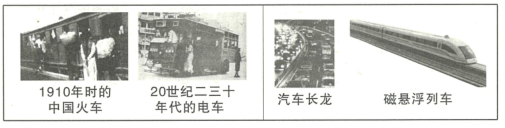 1910年时的
中国火车
20世纪二三十
年代的电车
汽车长龙
磁悬浮列车